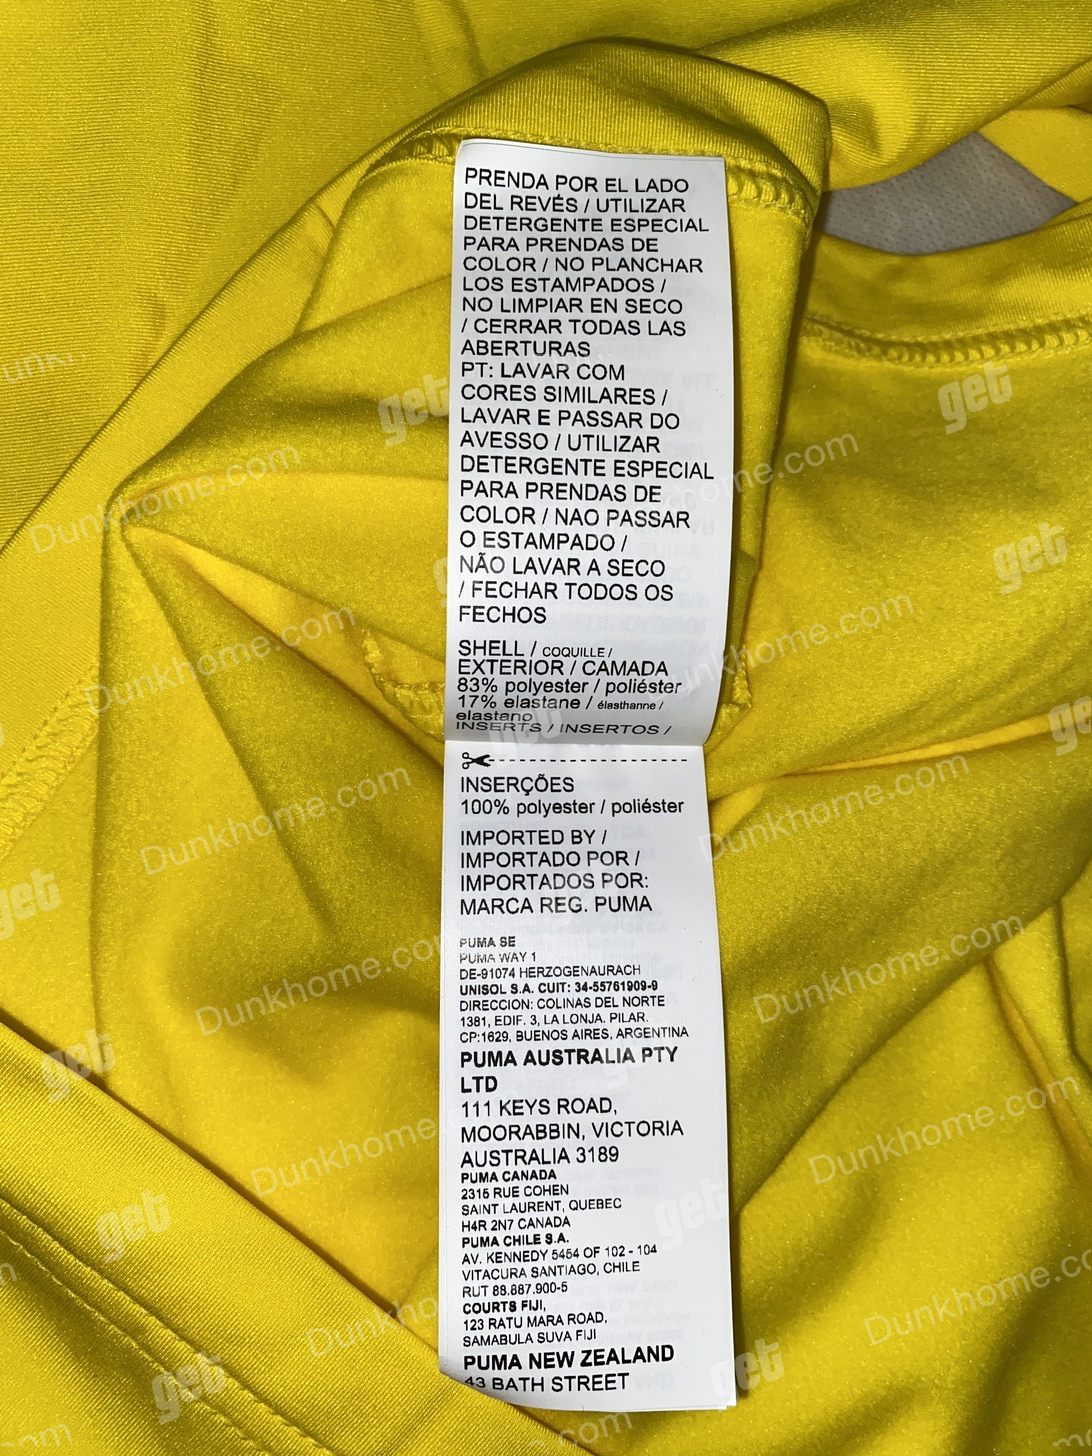 PRENDA POR EL LADO
DEL REVÉS / UTILIZAR
DETERGENTE ESPECIAL
PARA PRENDAS DE
COLOR / NO PLANCHAR
LOS ESTAMPADOS /
NO LIMPIAR EN SECO
/ CERRAR TODAS LAS
ABERTURAS
PT: LAVAR COM
CORES SIMILARES /
LAVAR E PASSAR DO
AVESSO / UTILIZAR
DETERGENTE ESPECIAL
PARA PRENDAS DE
COLOR / NAO PASSAR
O ESTAMPADO /
NÃO LAVAR A SECO
/ FECHAR TODOS OS
FECHOS
SHELL / COQUILLE /
EXTERIOR / CAMADA
83% polyester / poliéster
17% elastane / élasthanne /
elastano
INSERTS / INSERTOS /
INSERÇÕES
100% polyester / poliéster
IMPORTED BY /
IMPORTADO POR /
IMPORTADOS POR:
MARCA REG. PUMA
PUMA SE
PUMA WAY 1
DE-91074 HERZOGENAURACH
UNISOL S.A. CUIT: 34-55761909-9
DIRECCION: COLINAS DEL NORTE
1381, EDIF. 3, LA LONJA. PILAR.
CP:1629, BUENOS AIRES. ARGENTINA
PUMA AUSTRALIA PTY
LTD
111 KEYS ROAD,
MOORABBIN, VICTORIA
AUSTRALIA 3189
PUMA CANADA
2315 RUE COHEN
SAINT LAURENT, QUEBEC
H4R 2N7 CANADA
PUMA CHILE S.A.
AV. KENNEDY 5454 OF 102 - 104
VITACURA SANTIAGO, CHILE
RUT 88.887.900-5
COURTS FIJI,
123 RATU MARA ROAD,
SAMABULA SUVA FIJI
PUMA NEW ZEALAND
43 BATH STREET
get
Dunkhome.com